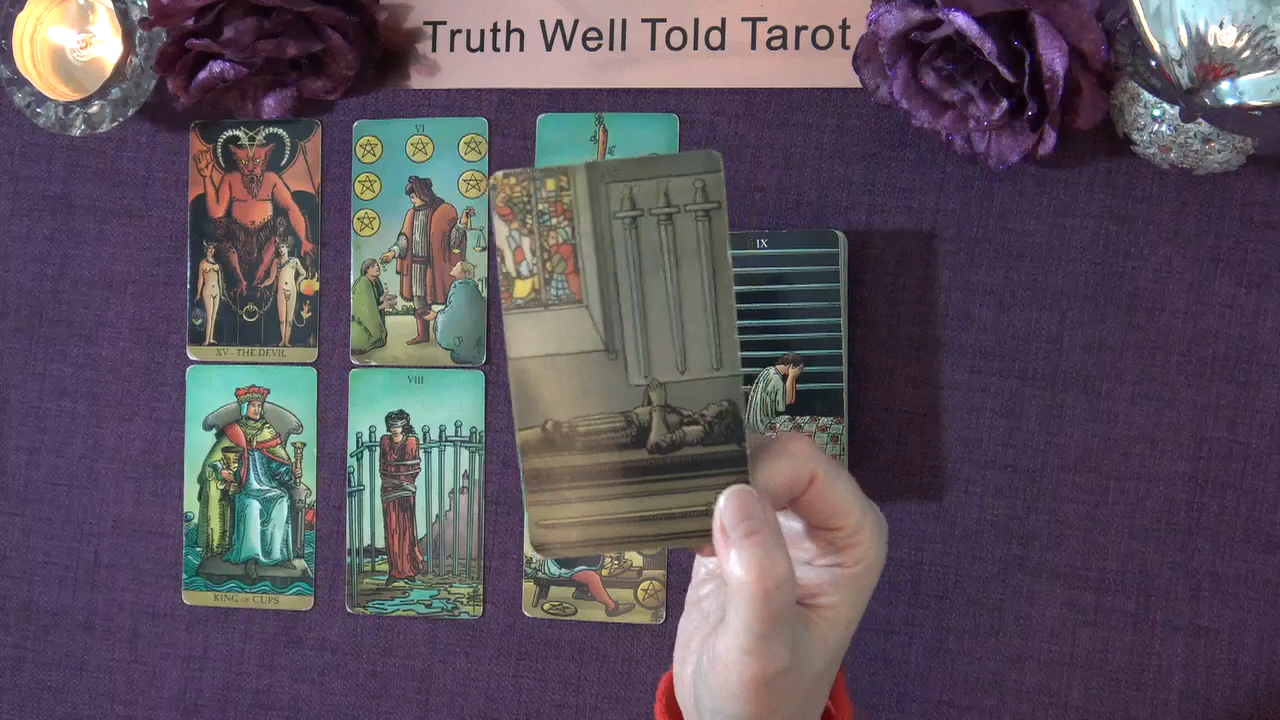 Truth Well Told Tarot
VI
IX
XV - THE DEVIL
VIII
KING OF CUPS